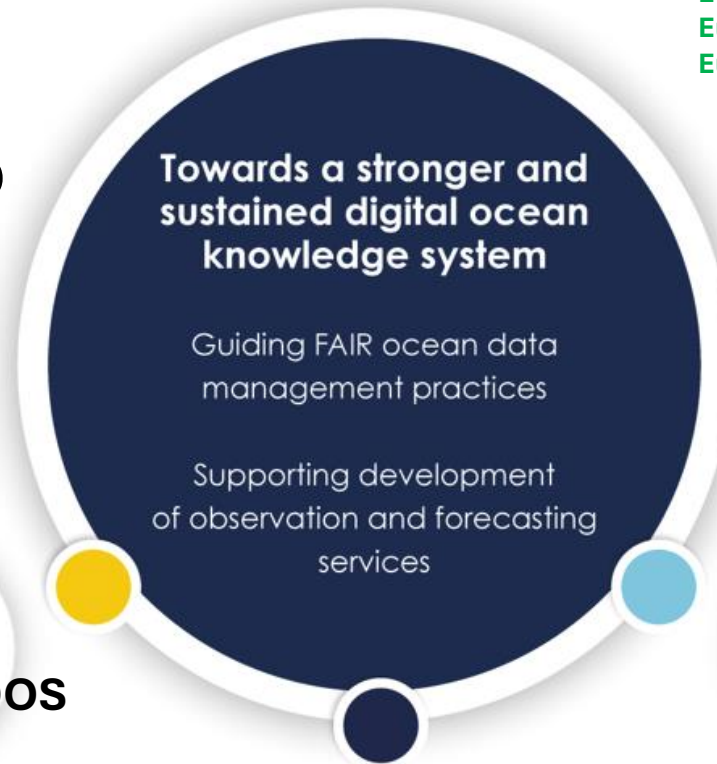 Towards a stronger and
sustained digital ocean
knowledge system
Guiding FAIR ocean data
management practices
Supporting development
of observation and forecasting
services